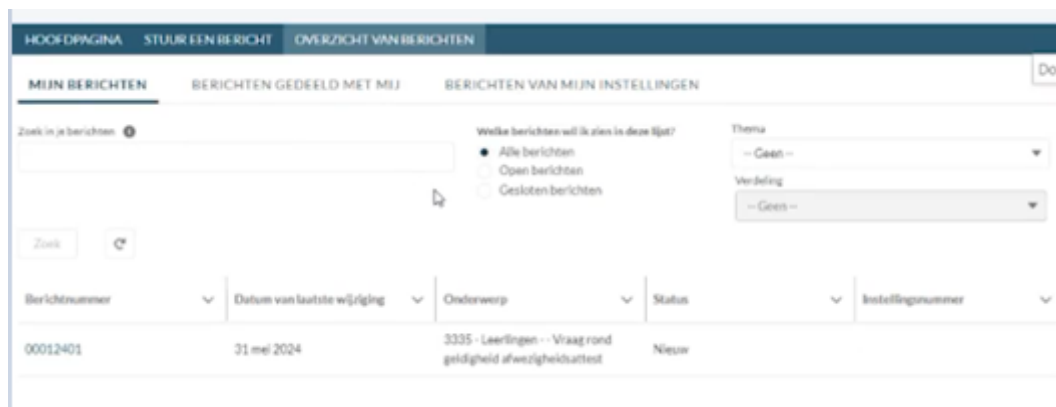 HOOFDPAGINA STUUR EEN BERICHT OVERZICHT VAN BERICHTEN
Do
MIJN BERICHTEN BERICHTEN GEDEELD MET MIJ BERICHTEN VAN MIJN INSTELLINGEN
Zoek in je berichten
Welke berichten wil ik zien in deze lijst?
Alle berichten
Open berichten
Gesloten berichten
Thema
-- Geen --
Verdeling
-- Geen --
Zoek
Berichtnummer Datum van laatste wijziging Onderwerp Status Instellingsnummer
00012401 31 mei 2024 3335 - Leerlingen - - Vraag rond
geldigheid afwezigheidsattest Nieuw